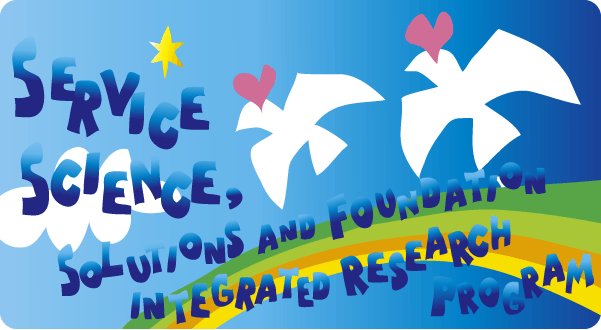 SERVICE
SCIENCE,
SOLUTIONS AND FOUNDATION
INTEGRATED RESEARCH
PROGRAM